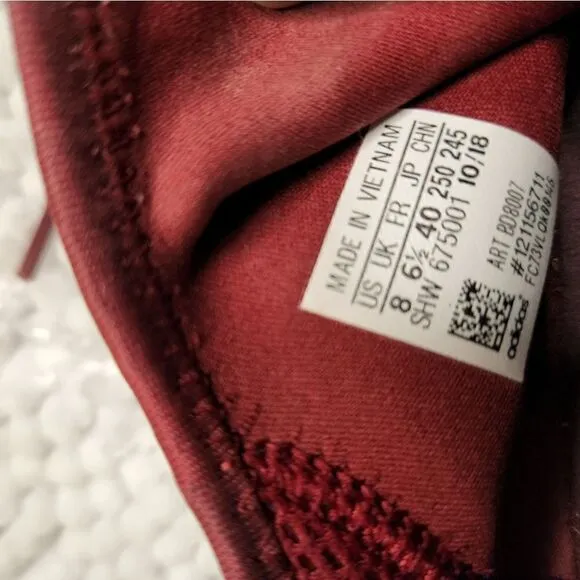 MADE IN VIETNAM
US UK FR JP CHN
8 6½ 40 250 245
SHW 675001 10/18
ART BD8007
#121156711
adidas